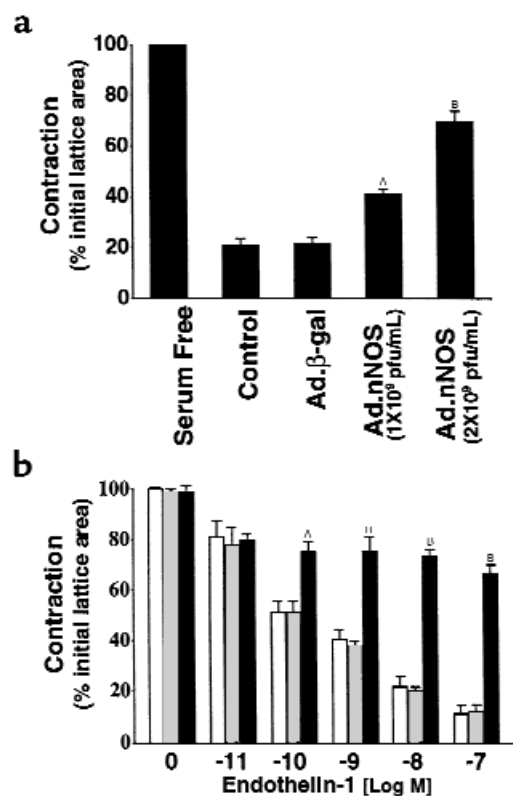 a
Contraction
(% initial lattice area)
100
80
60
40
20
0
A
B
Serum Free
Control
Ad.β-gal
Ad.nNOS
(1X10⁹ pfu/mL)
Ad.nNOS
(2X10⁹ pfu/mL)
b
Contraction
(% initial lattice area)
100
80
60
40
20
0
A
B
B
0 -11 -10 -9 -8 -7
Endothelin-1 [Log M]